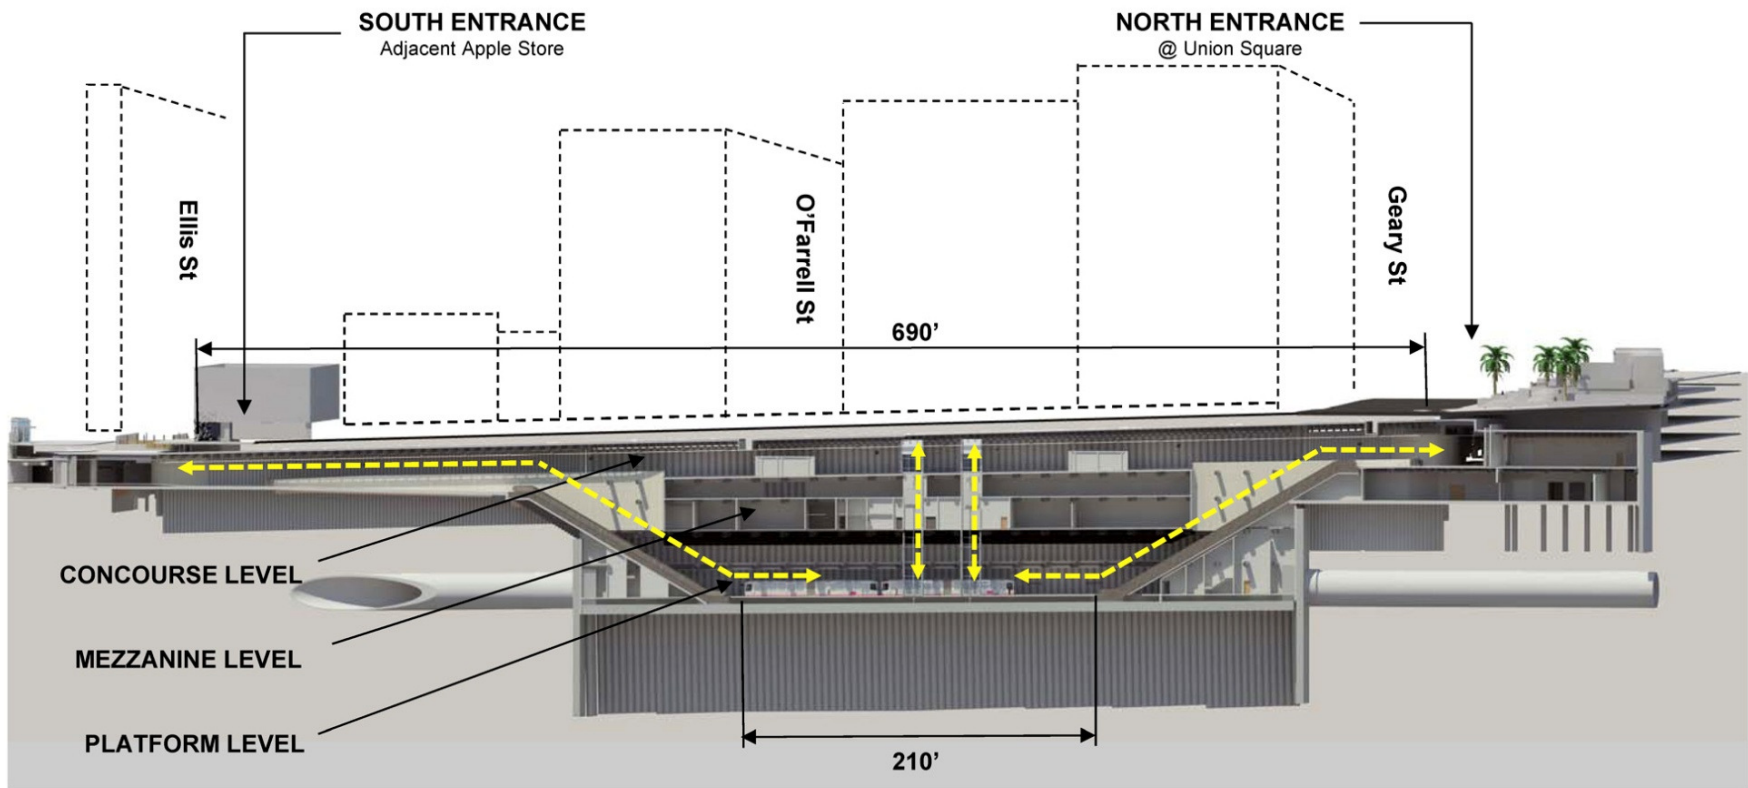 SOUTH ENTRANCE
Adjacent Apple Store
NORTH ENTRANCE
@ Union Square
Ellis St
O'Farrell St
Geary St
690'
CONCOURSE LEVEL
MEZZANINE LEVEL
PLATFORM LEVEL
210'